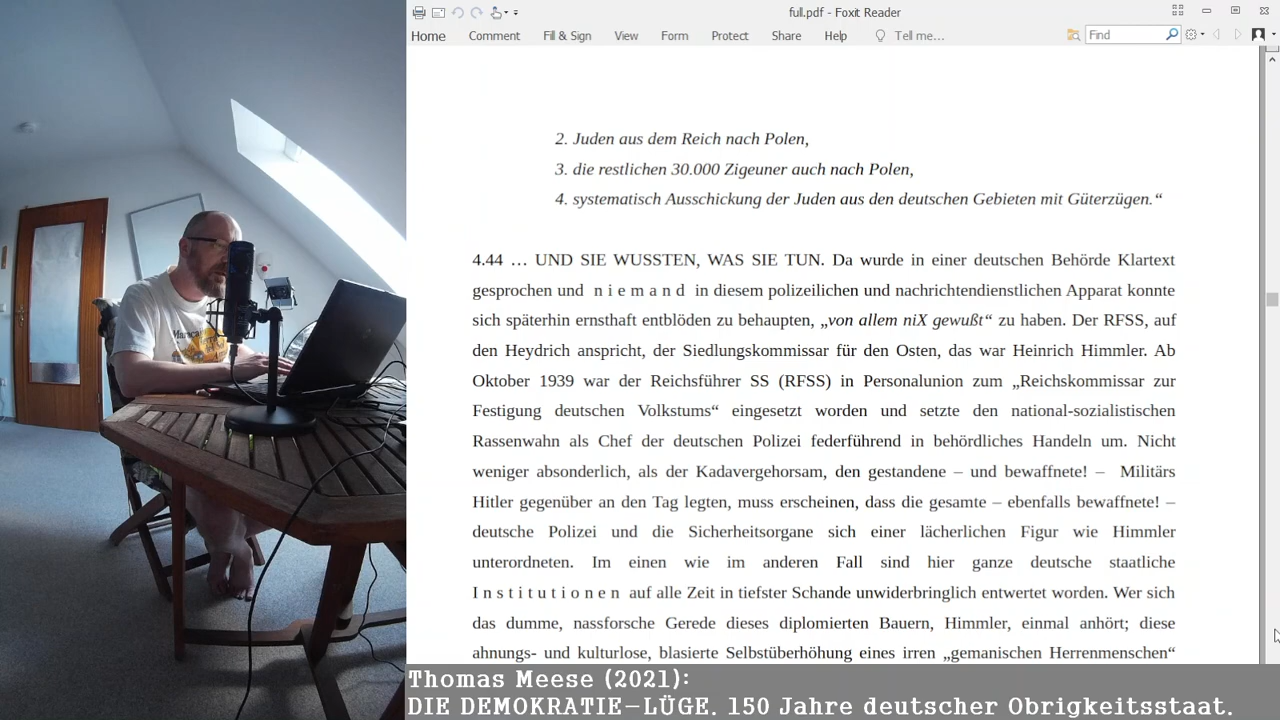 full.pdf - Foxit Reader
Home Comment Fill & Sign View Form Protect Share Help Tell me... Find
2. Juden aus dem Reich nach Polen,
3. die restlichen 30.000 Zigeuner auch nach Polen,
4. systematisch Ausschickung der Juden aus den deutschen Gebieten mit Güterzügen.“
4.44 … UND SIE WUSSTEN, WAS SIE TUN. Da wurde in einer deutschen Behörde Klartext
gesprochen und n i e m a n d in diesem polizeilichen und nachrichtendienstlichen Apparat konnte
sich späterhin ernsthaft entblöden zu behaupten, „von allem niX gewußt“ zu haben. Der RFSS, auf
den Heydrich anspricht, der Siedlungskommissar für den Osten, das war Heinrich Himmler. Ab
Oktober 1939 war der Reichsführer SS (RFSS) in Personalunion zum „Reichskommissar zur
Festigung deutschen Volkstums“ eingesetzt worden und setzte den national-sozialistischen
Rassenwahn als Chef der deutschen Polizei federführend in behördliches Handeln um. Nicht
weniger absonderlich, als der Kadavergehorsam, den gestandene – und bewaffnete! – Militärs
Hitler gegenüber an den Tag legten, muss erscheinen, dass die gesamte – ebenfalls bewaffnete! –
deutsche Polizei und die Sicherheitsorgane sich einer lächerlichen Figur wie Himmler
unterordneten. Im einen wie im anderen Fall sind hier ganze deutsche staatliche
I n s t i t u t i o n e n auf alle Zeit in tiefster Schande unwiderbringlich entwertet worden. Wer sich
das dumme, nassforsche Gerede dieses diplomierten Bauern, Himmler, einmal anhört; diese
ahnungs- und kulturlose, blasierte Selbstüberhöhung eines irren „gemanischen Herrenmenschen“
Thomas Meese (2021):
DIE DEMOKRATIE-LÜGE. 150 Jahre deutscher Obrigkeitsstaat.